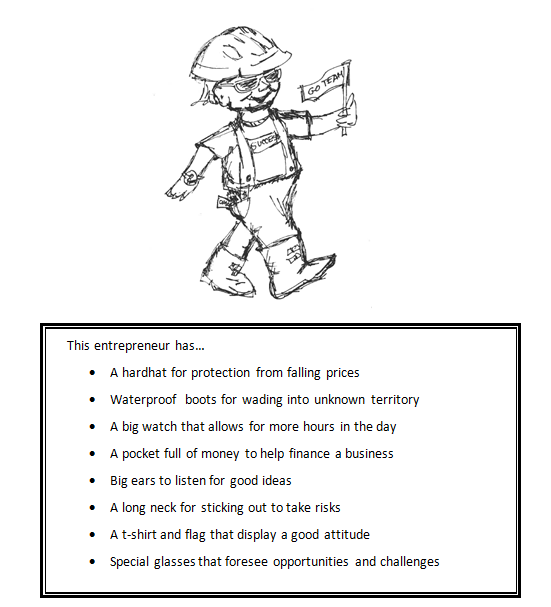 GO TEAM
SUCCESS
This entrepreneur has…
• A hardhat for protection from falling prices
• Waterproof boots for wading into unknown territory
• A big watch that allows for more hours in the day
• A pocket full of money to help finance a business
• Big ears to listen for good ideas
• A long neck for sticking out to take risks
• A t-shirt and flag that display a good attitude
• Special glasses that foresee opportunities and challenges